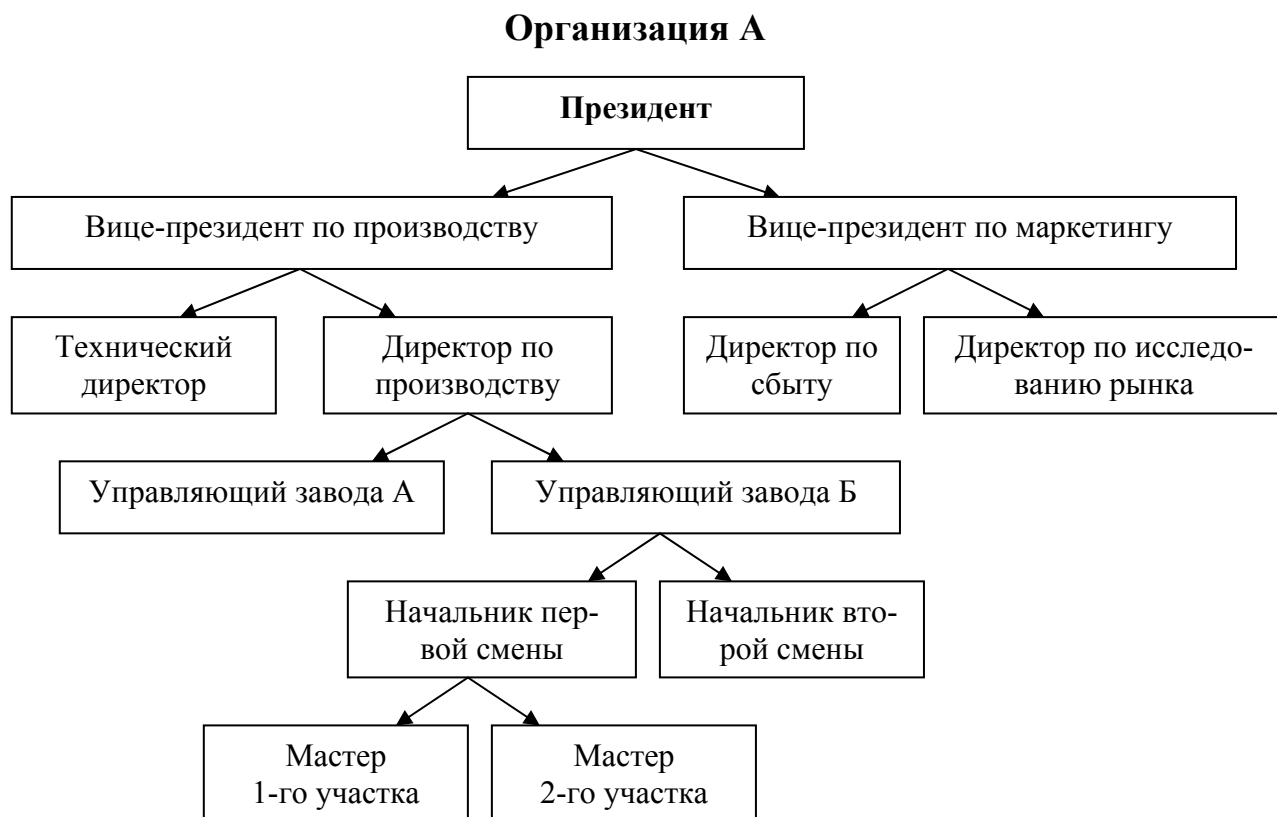 Организация А
Президент
Вице-президент по производству
Вице-президент по маркетингу
Технический
директор
Директор по
производству
Директор по
сбыту
Директор по исследо-
ванию рынка
Управляющий завода А
Управляющий завода Б
Начальник пер-
вой смены
Начальник вто-
рой смены
Мастер
1-го участка
Мастер
2-го участка